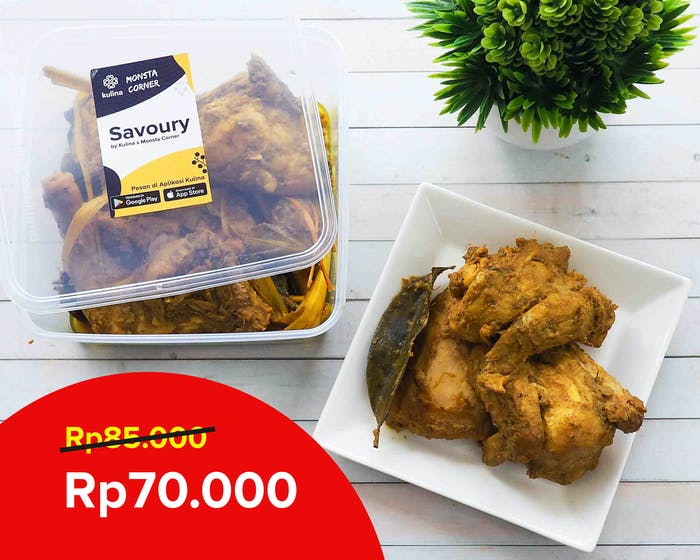 kulina
MONSTA
CORNER
Savoury
by Kulina x Monsta Corner
Pesan di Aplikasi Kulina
Google Play
App Store
Rp85.000
Rp70.000